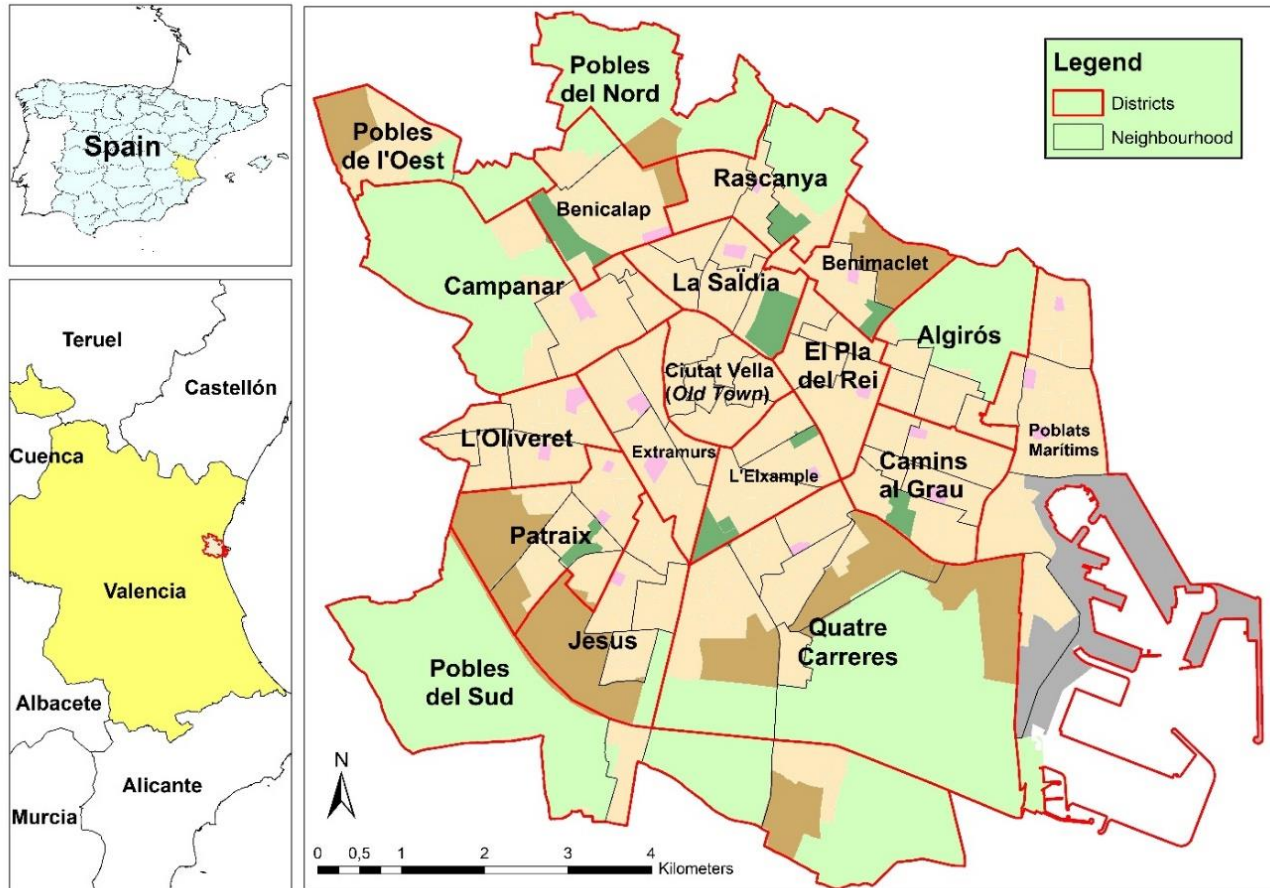 Spain
Teruel
Castellón
Cuenca
Valencia
Albacete
Alicante
Murcia
Legend
Districts
Neighbourhood
Pobles
del Nord
Pobles
de l'Oest
Rascanya
Benicalap
Benimaclet
Campanar
La SaÏdia
Algirós
El Pla
del Rei
Ciutat Vella
(Old Town)
Poblats
Marítims
L'Oliveret
Extramurs
L'Eixample
Camins
al Grau
Patraix
Jesus
Quatre
Carreres
Pobles
del Sud
N
0 0,5 1 2 3 4
Kilometers